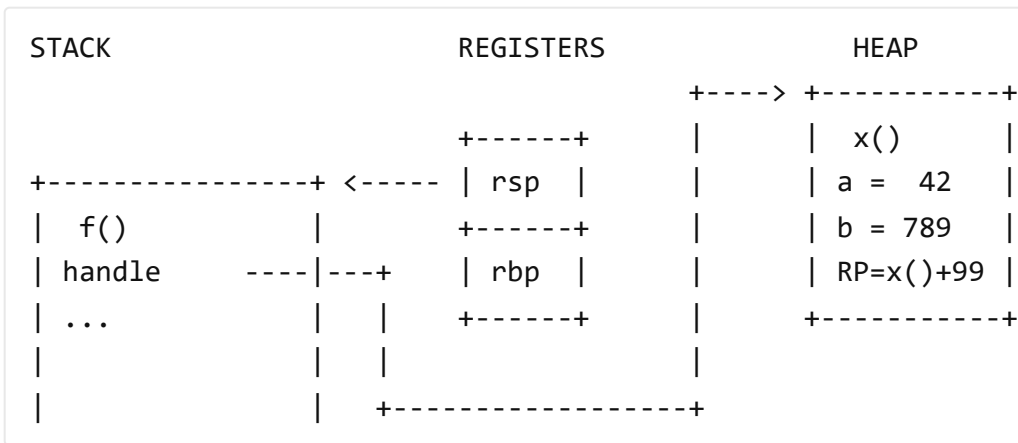 STACK                     REGISTERS               HEAP
                                       +----> +-----------+
                         +------+      |      |  x()      |
+----------------+ <----- | rsp  |      |      | a =  42   |
|  f()           |        +------+      |      | b = 789   |
| handle     ----|---+    | rbp  |      |      | RP=x()+99 |
| ...            |   |    +------+      |      +-----------+
|                |   |                  |
|                |   +------------------+